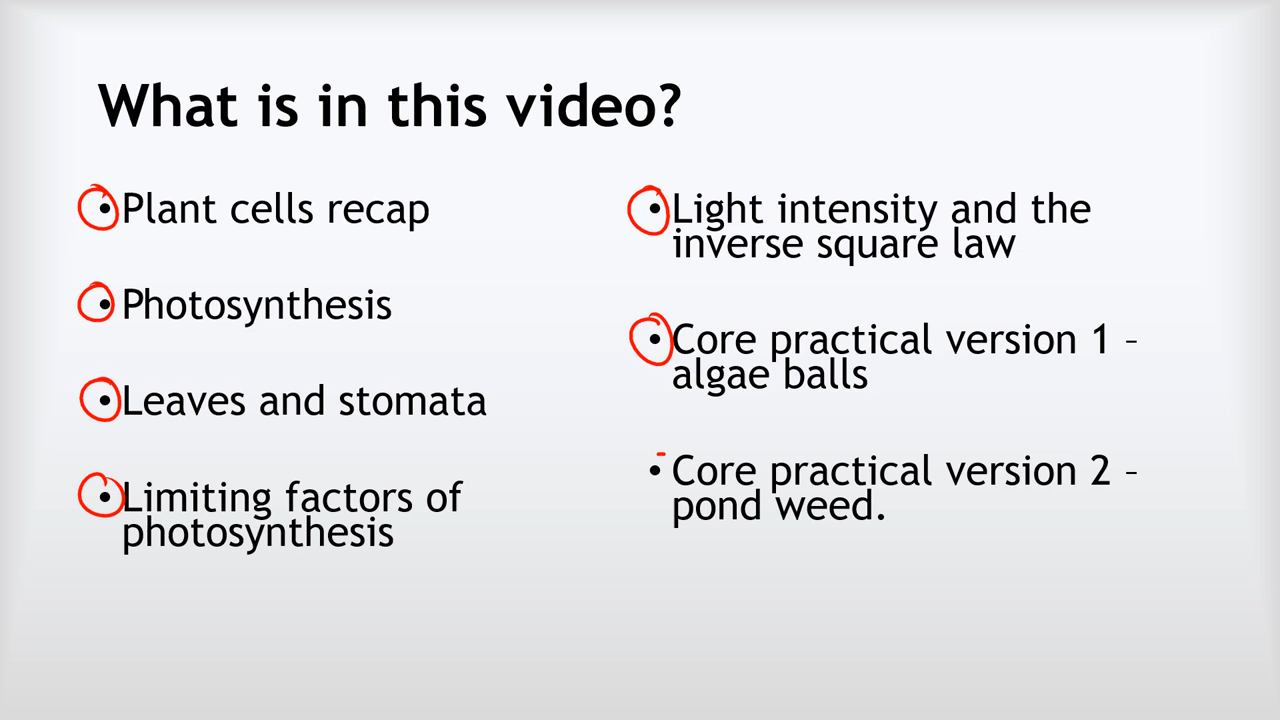 What is in this video?
• Plant cells recap
• Photosynthesis
• Leaves and stomata
• Limiting factors of
photosynthesis
• Light intensity and the
inverse square law
• Core practical version 1 –
algae balls
• Core practical version 2 –
pond weed.